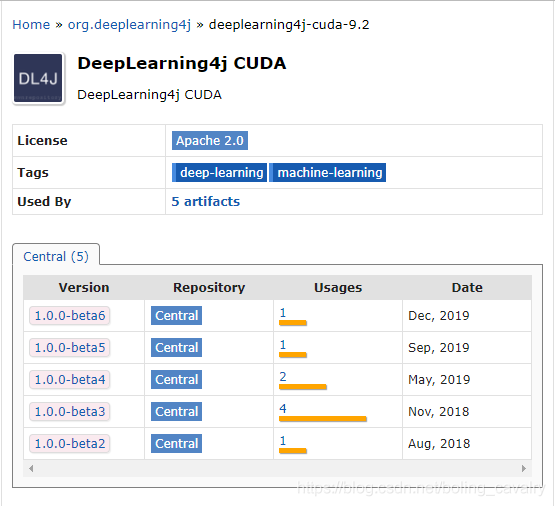 Home » org.deeplearning4j » deeplearning4j-cuda-9.2
DL4J
DeepLearning4j CUDA
DeepLearning4j CUDA
License Apache 2.0
Tags deep-learning machine-learning
Used By 5 artifacts
Central (5)
Version Repository Usages Date
1.0.0-beta6 Central 1 Dec, 2019
1.0.0-beta5 Central 1 Sep, 2019
1.0.0-beta4 Central 2 May, 2019
1.0.0-beta3 Central 4 Nov, 2018
1.0.0-beta2 Central 1 Aug, 2018
https://blog.csdn.net/boling_cavalry